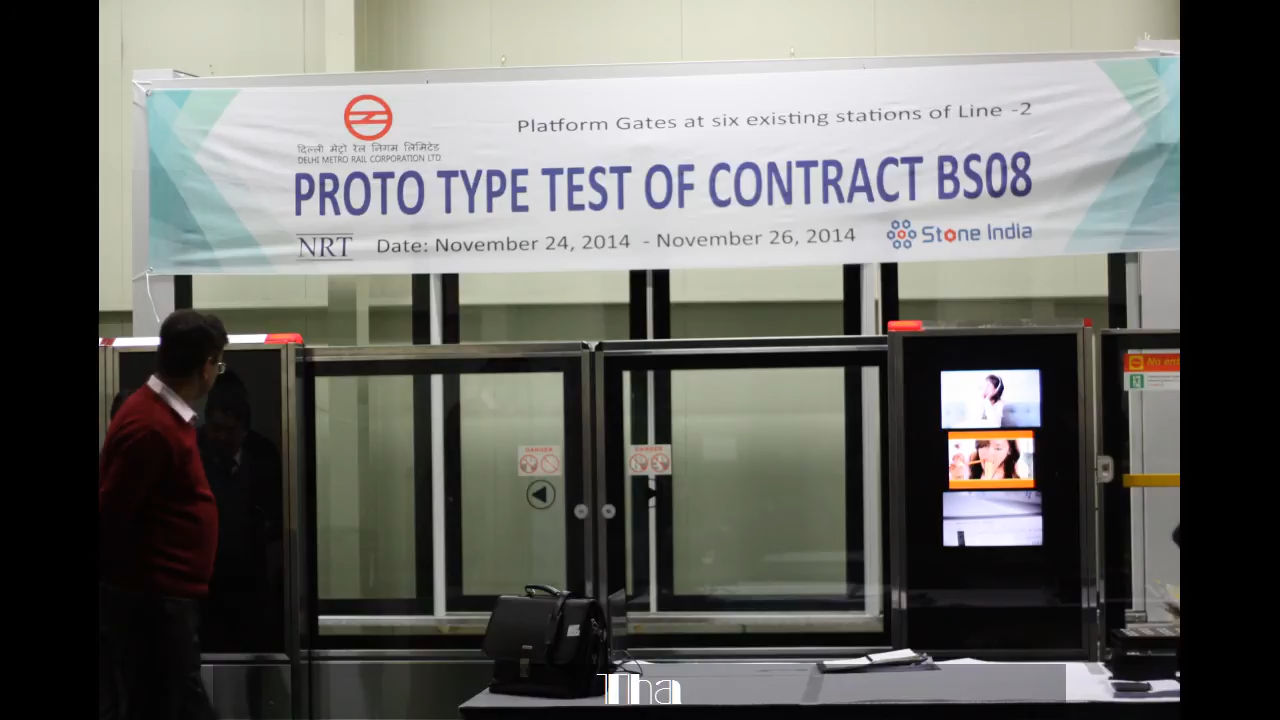 Platform Gates at six existing stations of Line -2
दिल्ली मेट्रो रेल निगम लिमिटेड
DELHI METRO RAIL CORPORATION LTD.
PROTO TYPE TEST OF CONTRACT BS08
NRT Date: November 24, 2014 - November 26, 2014 Stone India
No
DANGER DANGER
Tha